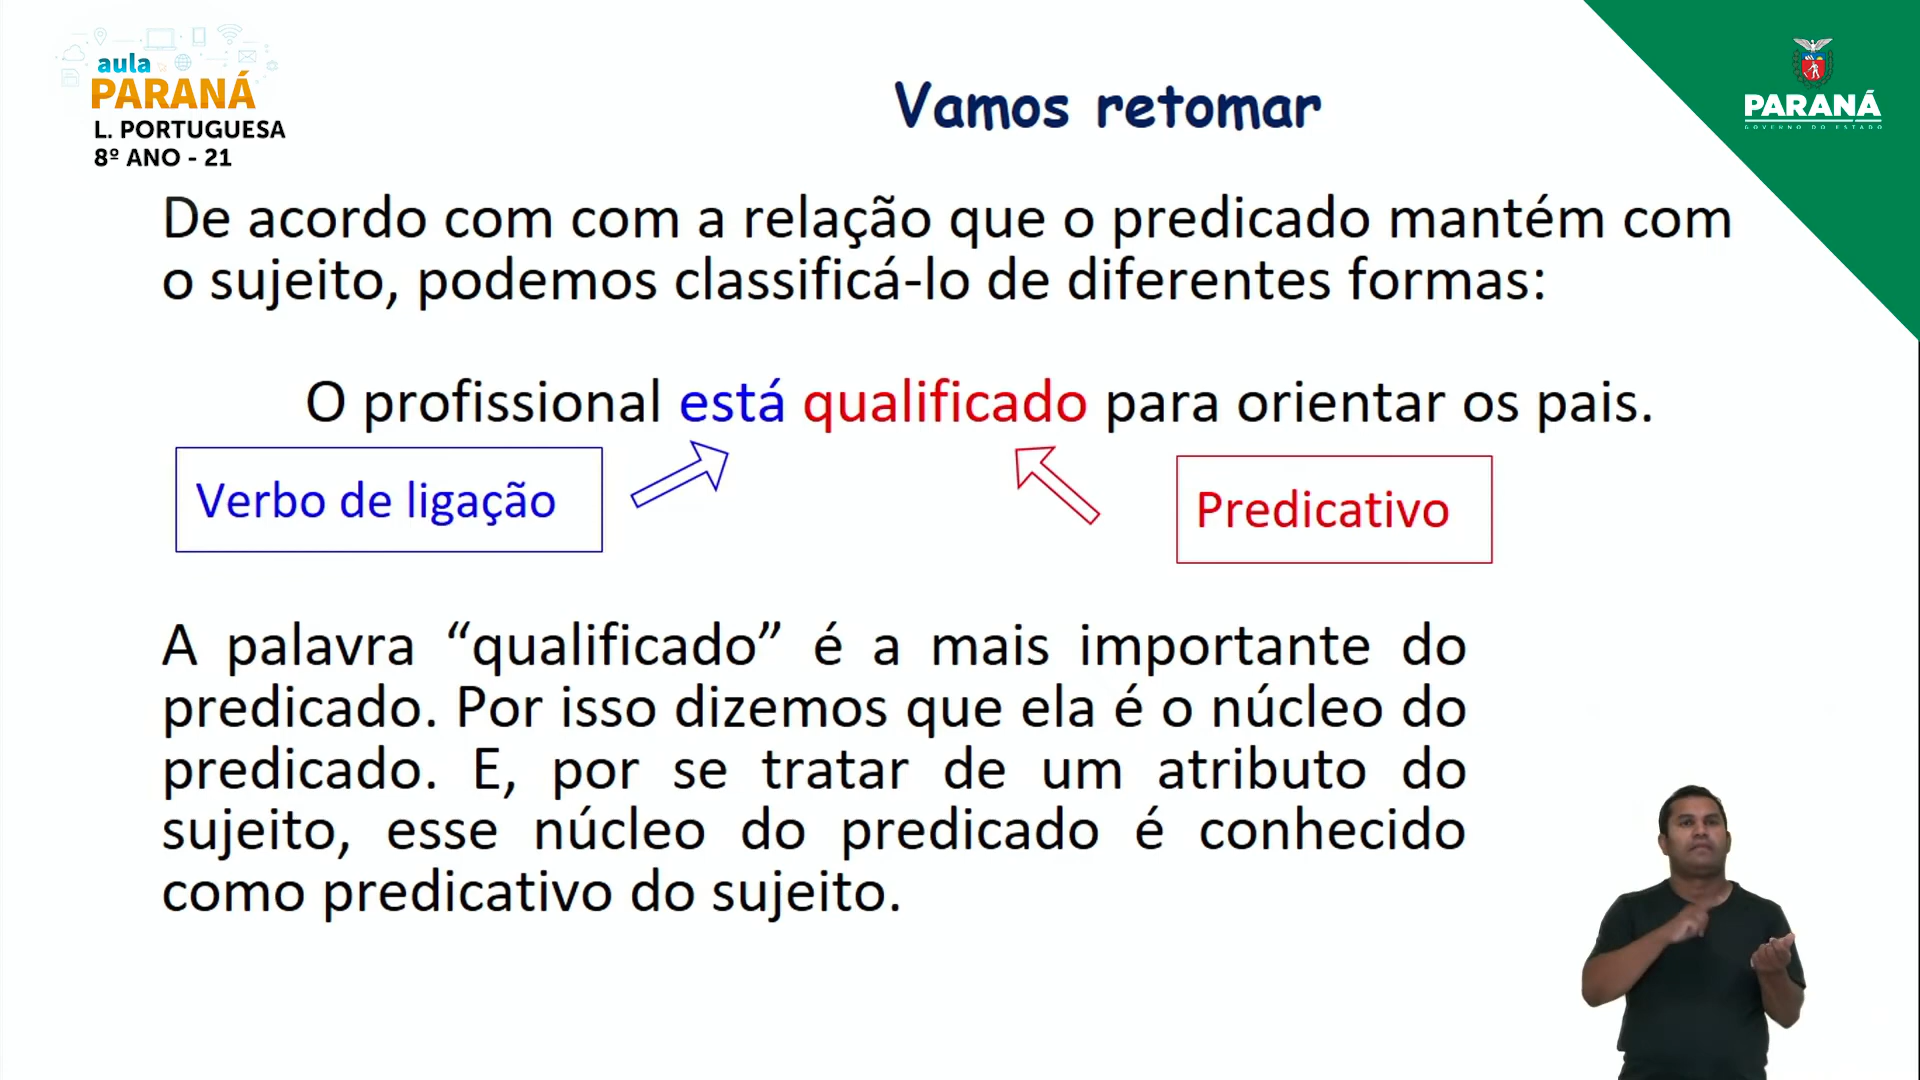 aula
PARANÁ
L. PORTUGUESA
8º ANO - 21
Vamos retomar
PARANÁ
GOVERNO DO ESTADO
De acordo com com a relação que o predicado mantém com
o sujeito, podemos classificá-lo de diferentes formas:
O profissional está qualificado para orientar os pais.
Verbo de ligação
Predicativo
A palavra “qualificado” é a mais importante do
predicado. Por isso dizemos que ela é o núcleo do
predicado. E, por se tratar de um atributo do
sujeito, esse núcleo do predicado é conhecido
como predicativo do sujeito.